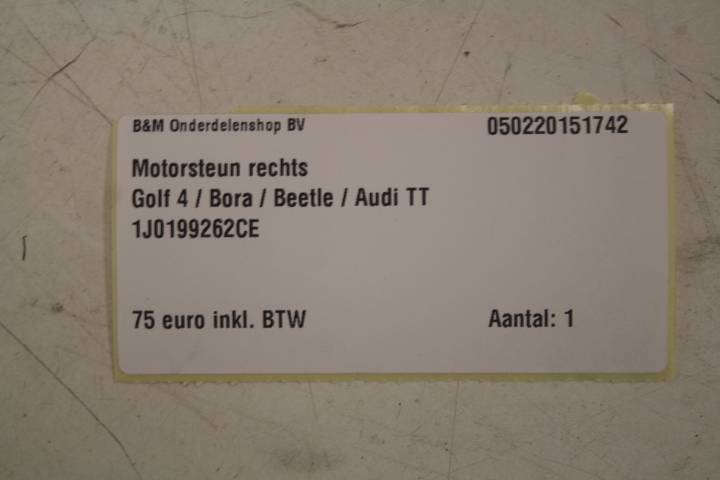 B&M Onderdelenshop BV 050220151742
Motorsteun rechts
Golf 4 / Bora / Beetle / Audi TT
1J0199262CE
75 euro inkl. BTW Aantal: 1